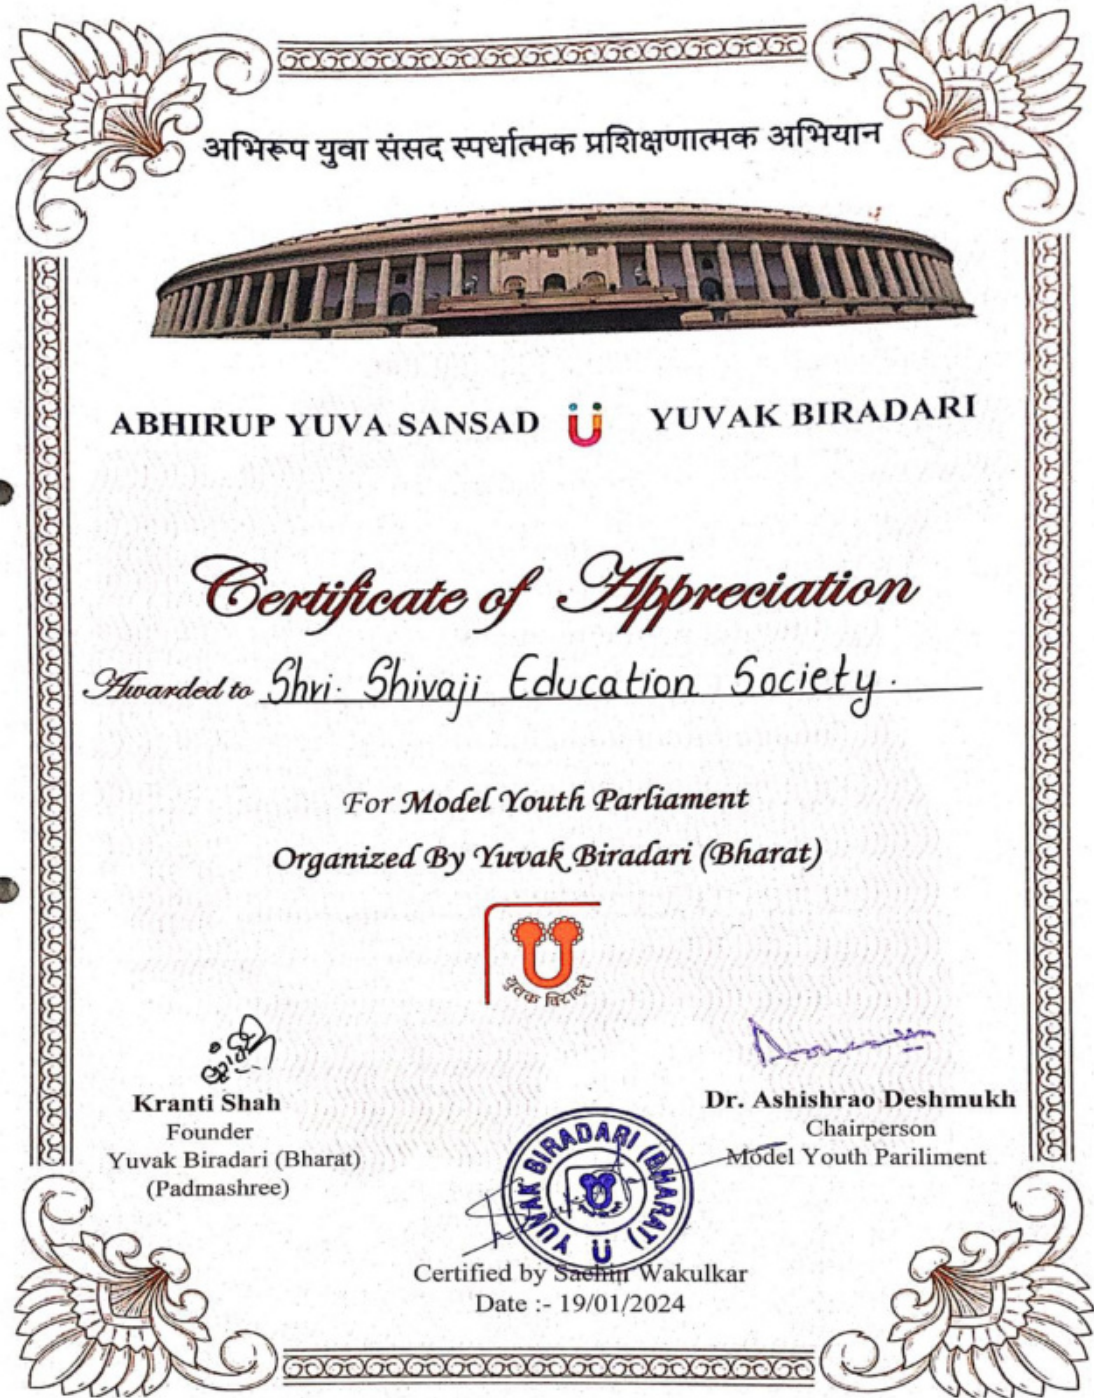 अभिरूप युवा संसद स्पर्धात्मक प्रशिक्षणात्मक अभियान
ABHIRUP YUVA SANSAD Ü YUVAK BIRADARI
Certificate of Appreciation
Awarded to Shri. Shivaji Education Society.
For Model Youth Parliament
Organized By Yuvak Biradari (Bharat)
युवक बिरादरी
Kranti Shah
Founder
Yuvak Biradari (Bharat)
(Padmashree)
Dr. Ashishrao Deshmukh
Chairperson
Model Youth Pariliment
YUVAK BIRADARI (BHARAT)
Ü
Certified by Sachin Wakulkar
Date :- 19/01/2024